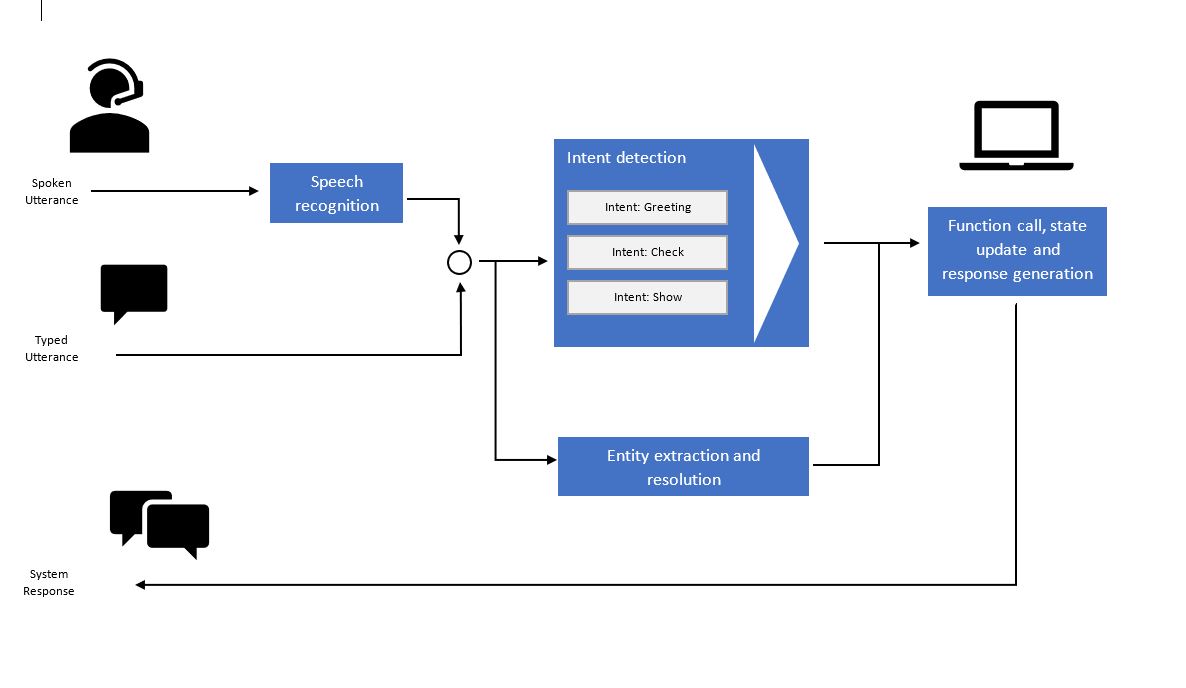 Spoken
Utterance
Speech
recognition
Typed
Utterance
Intent detection
Intent: Greeting
Intent: Check
Intent: Show
Entity extraction and
resolution
Function call, state
update and
response generation
System
Response